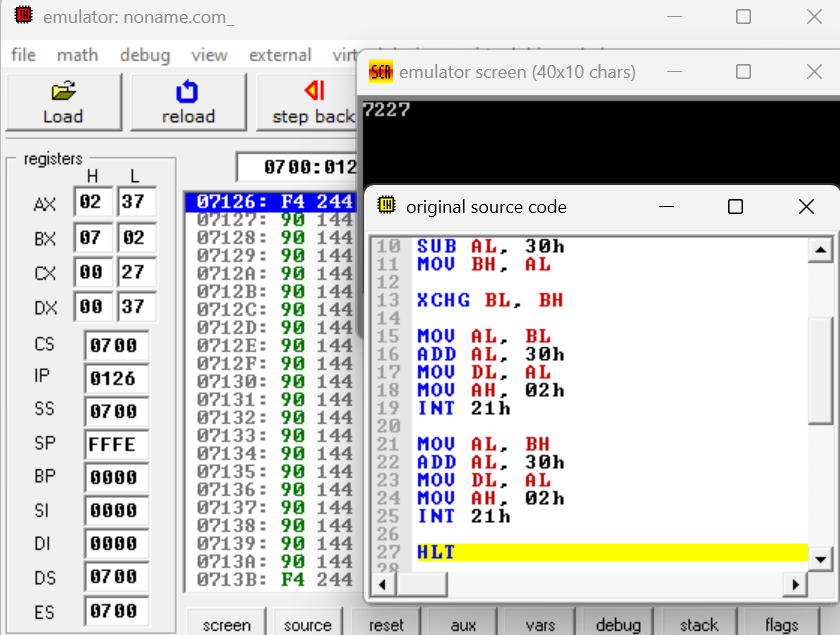 emulator: noname.com_
file math debug view external
Load reload step back
emulator screen (40x10 chars)
7227
registers
H L
AX 02 37
BX 07 02
CX 00 27
DX 00 37
CS 0700
IP 0126
SS 0700
SP FFFE
BP 0000
SI 0000
DI 0000
DS 0700
ES 0700
0700:012
07126: F4 244
07127: 90 144
07128: 90 144
07129: 90 144
0712A: 90 144
0712B: 90 144
0712C: 90 144
0712D: 90 144
0712E: 90 144
0712F: 90 144
07130: 90 144
07131: 90 144
07132: 90 144
07133: 90 144
07134: 90 144
07135: 90 144
07136: 90 144
07137: 90 144
07138: 90 144
07139: 90 144
0713A: 90 144
0713B: F4 244
original source code
10 SUB AL, 30h
11 MOV BH, AL
12
13 XCHG BL, BH
14
15 MOV AL, BL
16 ADD AL, 30h
17 MOV DL, AL
18 MOV AH, 02h
19 INT 21h
20
21 MOV AL, BH
22 ADD AL, 30h
23 MOV DL, AL
24 MOV AH, 02h
25 INT 21h
26
27 HLT
28
screen source reset aux vars debug stack flags